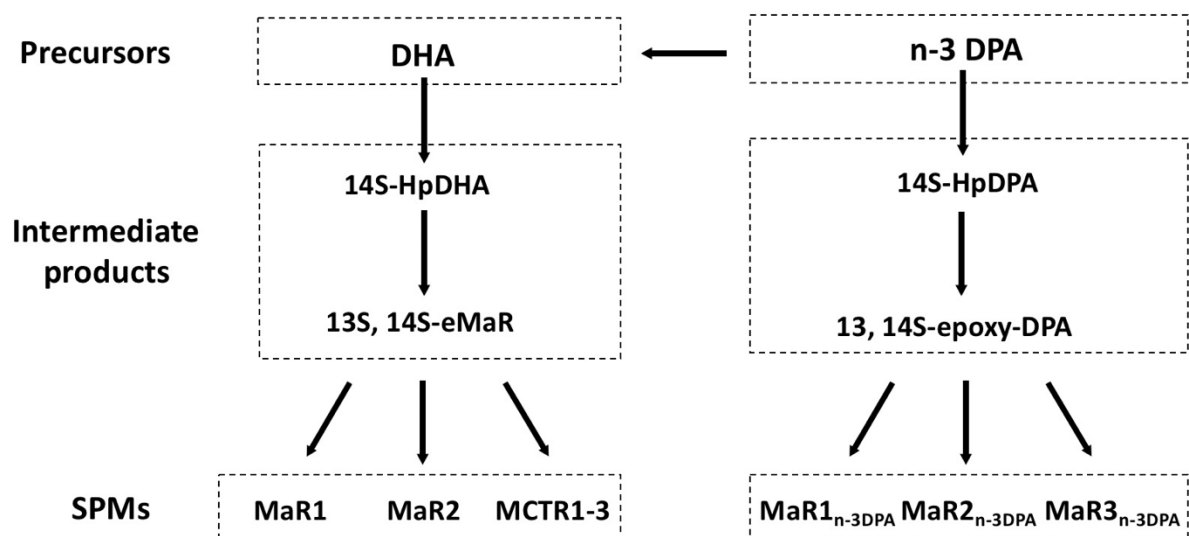 Precursors DHA n-3 DPA
14S-HpDHA 14S-HpDPA
Intermediate
products
13S, 14S-eMaR 13, 14S-epoxy-DPA
SPMs MaR1 MaR2 MCTR1-3 MaR1n-3DPA MaR2n-3DPA MaR3n-3DPA